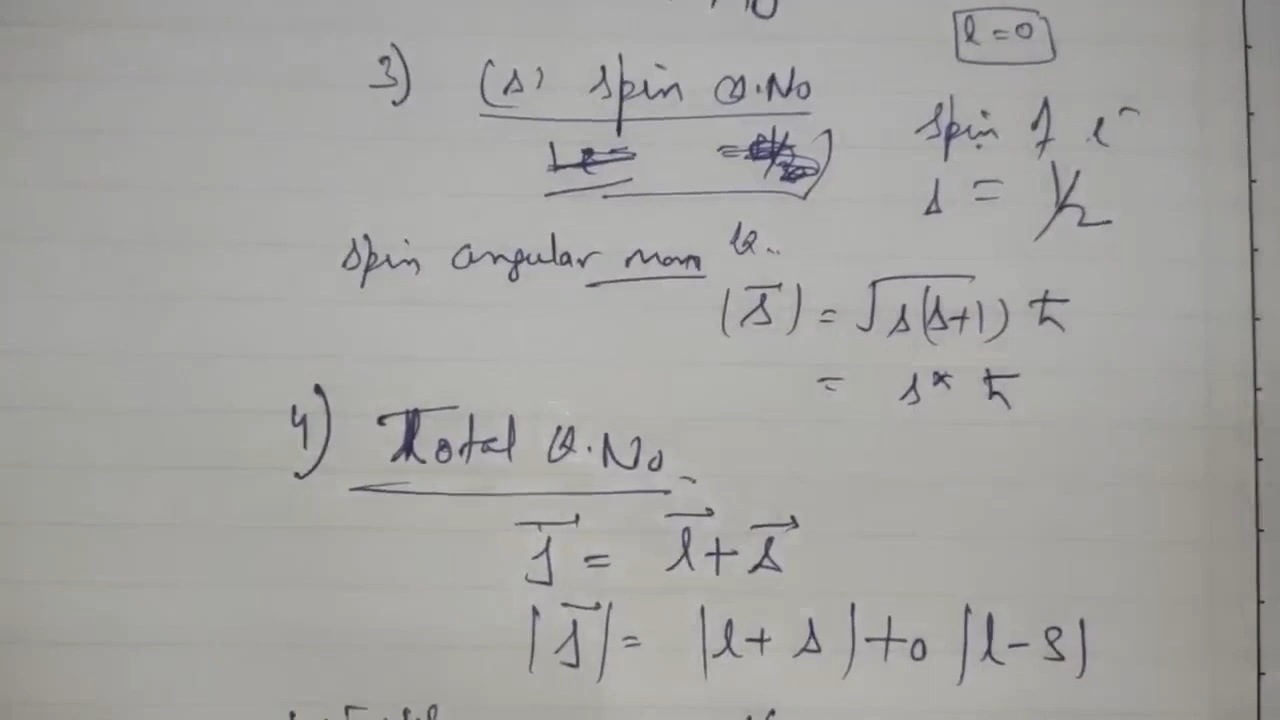 l = 0
3) (s) spin Q.No
spin of e⁻
s = 1/2
spin angular mom
(s⃗) = √s(s+1) ℏ
= s* ℏ
4) Total Q.No.
j⃗ = l⃗ + s⃗
|j⃗| = |l + s| to |l - s|